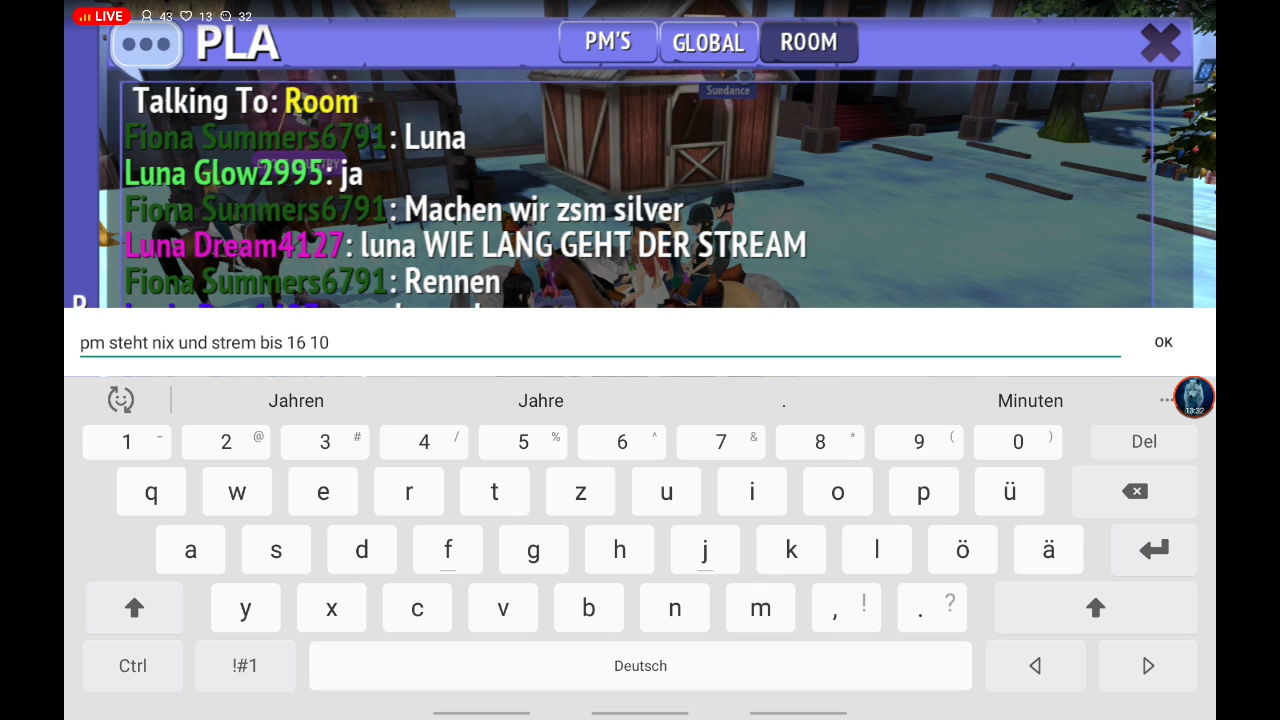 LIVE 43 13 32
PLA
PM'S GLOBAL ROOM
Sundance
Talking To: Room
Fiona Summers6791: Luna
Luna Glow2995: ja
Fiona Summers6791: Machen wir zsm silver
Luna Dream4127: luna WIE LANG GEHT DER STREAM
Fiona Summers6791: Rennen
pm steht nix und strem bis 16 10
OK
Jahren Jahre . Minuten ...
13:32
1 - 2 @ 3 # 4 / 5 % 6 ^ 7 & 8 * 9 ( 0 ) Del
q w e r t z u i o p ü
a s d f g h j k l ö ä
y x c v b n m , ! . ?
Ctrl !#1 Deutsch